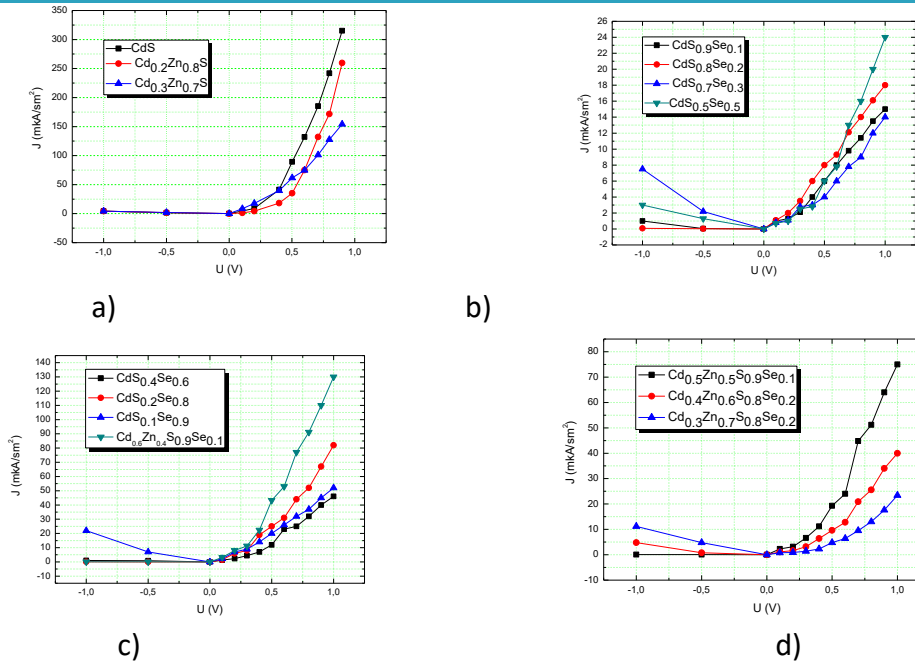 350
300
250
200
150
100
50
0
-50
J (mkA/sm²)
CdS
Cd0.2Zn0.8S
Cd0.3Zn0.7S
-1,0 -0,5 0,0 0,5 1,0
U (V)
a)
26
24
22
20
18
16
14
12
10
8
6
4
2
0
-2
J (mkA/sm²)
CdS0.9Se0.1
CdS0.8Se0.2
CdS0.7Se0.3
CdS0.5Se0.5
-1,0 -0,5 0,0 0,5 1,0
U (V)
b)
140
130
120
110
100
90
80
70
60
50
40
30
20
10
0
-10
J (mkA/sm²)
CdS0.4Se0.6
CdS0.2Se0.8
CdS0.1Se0.9
Cd0.6Zn0.4S0.9Se0.1
-1,0 -0,5 0,0 0,5 1,0
U (V)
c)
80
70
60
50
40
30
20
10
0
-10
J (mkA/sm²)
Cd0.5Zn0.5S0.9Se0.1
Cd0.4Zn0.6S0.8Se0.2
Cd0.3Zn0.7S0.8Se0.2
-1,0 -0,5 0,0 0,5 1,0
U (V)
d)